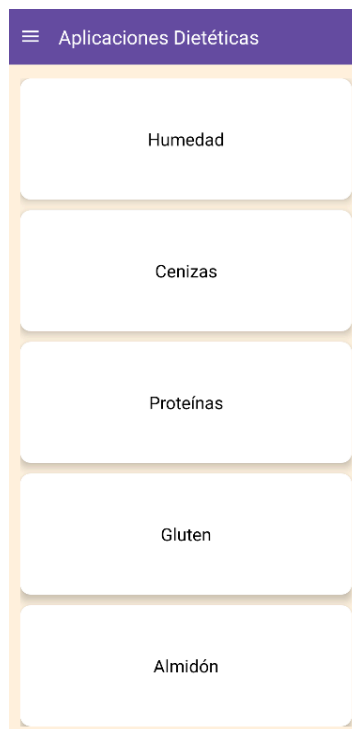 Aplicaciones Dietéticas
Humedad
Cenizas
Proteínas
Gluten
Almidón